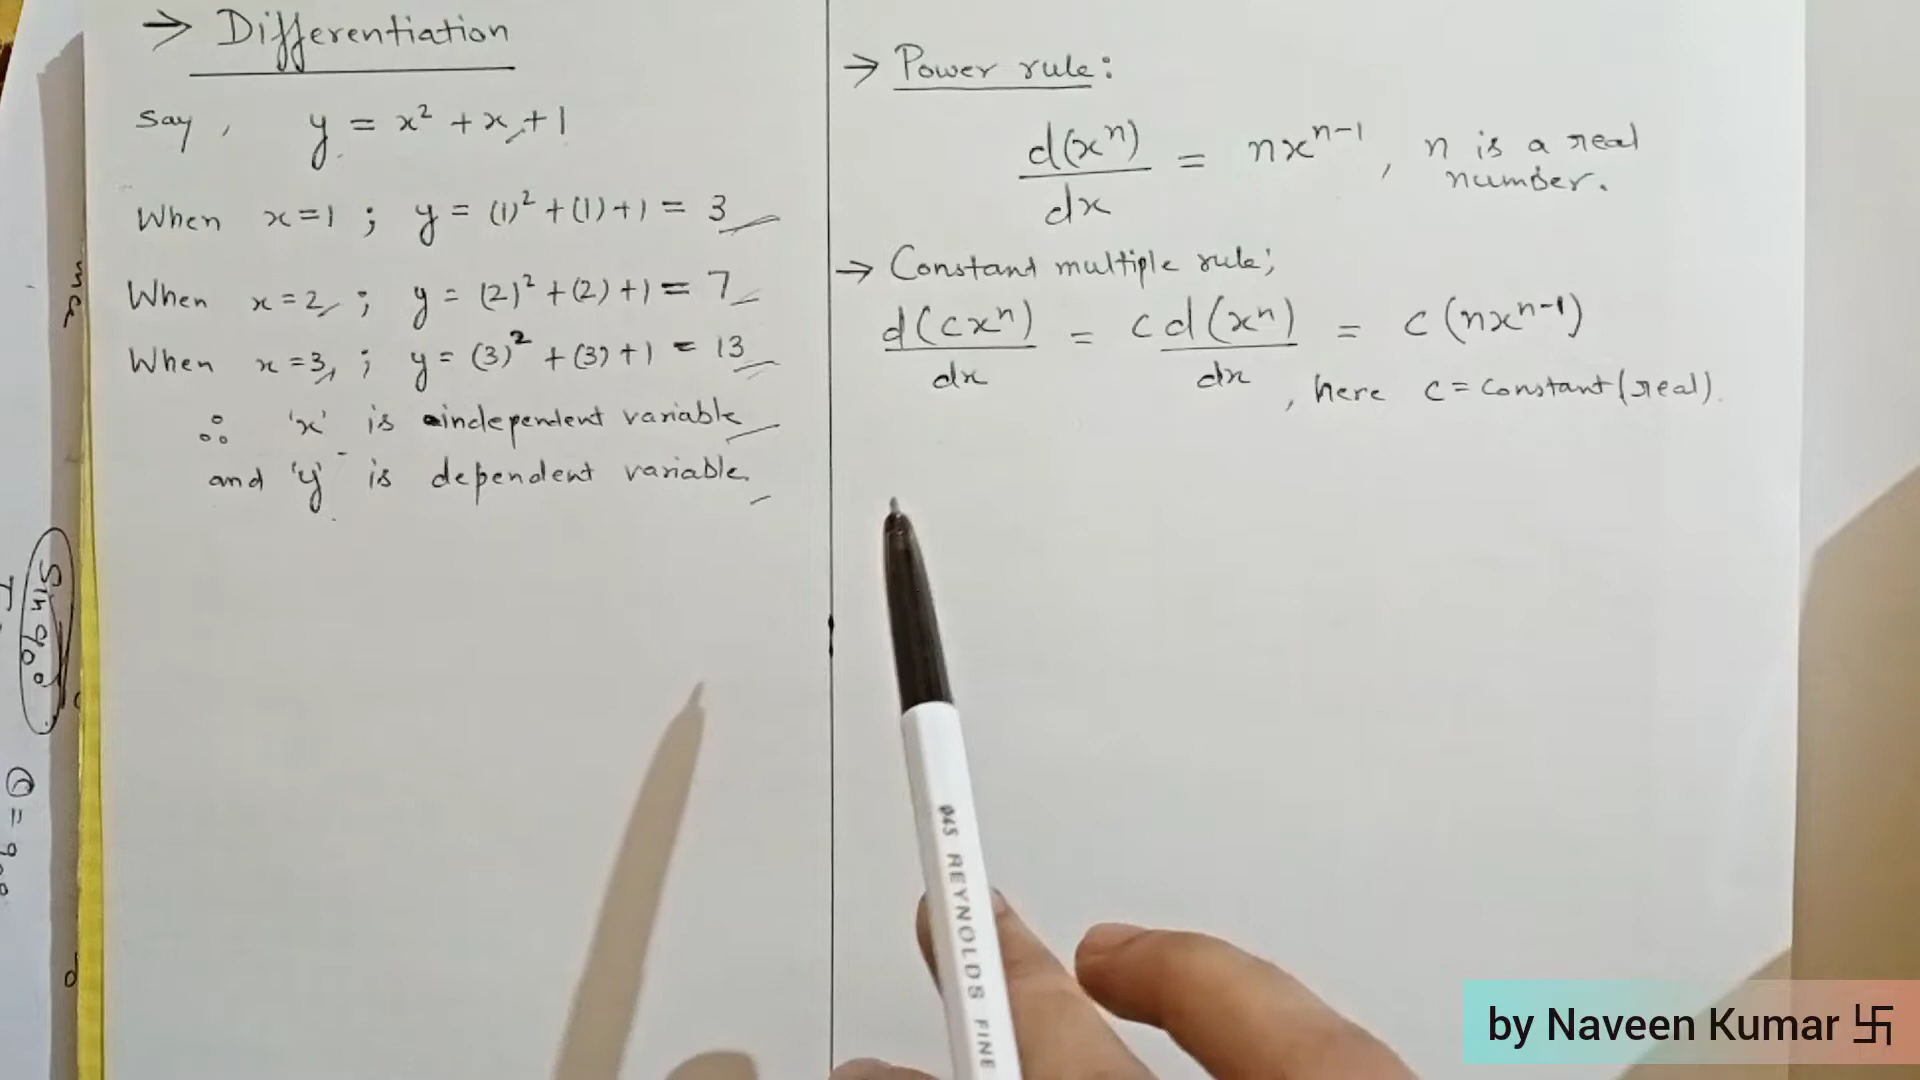 → Differentiation
Say, y = x² + x + 1
When x=1 ; y = (1)² + (1) + 1 = 3
When x=2 ; y = (2)² + (2) + 1 = 7
When x=3 ; y = (3)² + (3) + 1 = 13
∴ 'x' is independent variable
and 'y' is dependent variable.
→ Power rule:
d(xⁿ)/dx = nxⁿ⁻¹, n is a real
number.
→ Constant multiple rule;
d(cxⁿ)/dx = c d(xⁿ)/dx = c(nxⁿ⁻¹)
, here c = constant (real).
Sin 90°
045 REYNOLDS FINE
by Naveen Kumar 卐